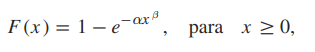 F(x) = 1 − e^{−αx^β}, para x ≥ 0,